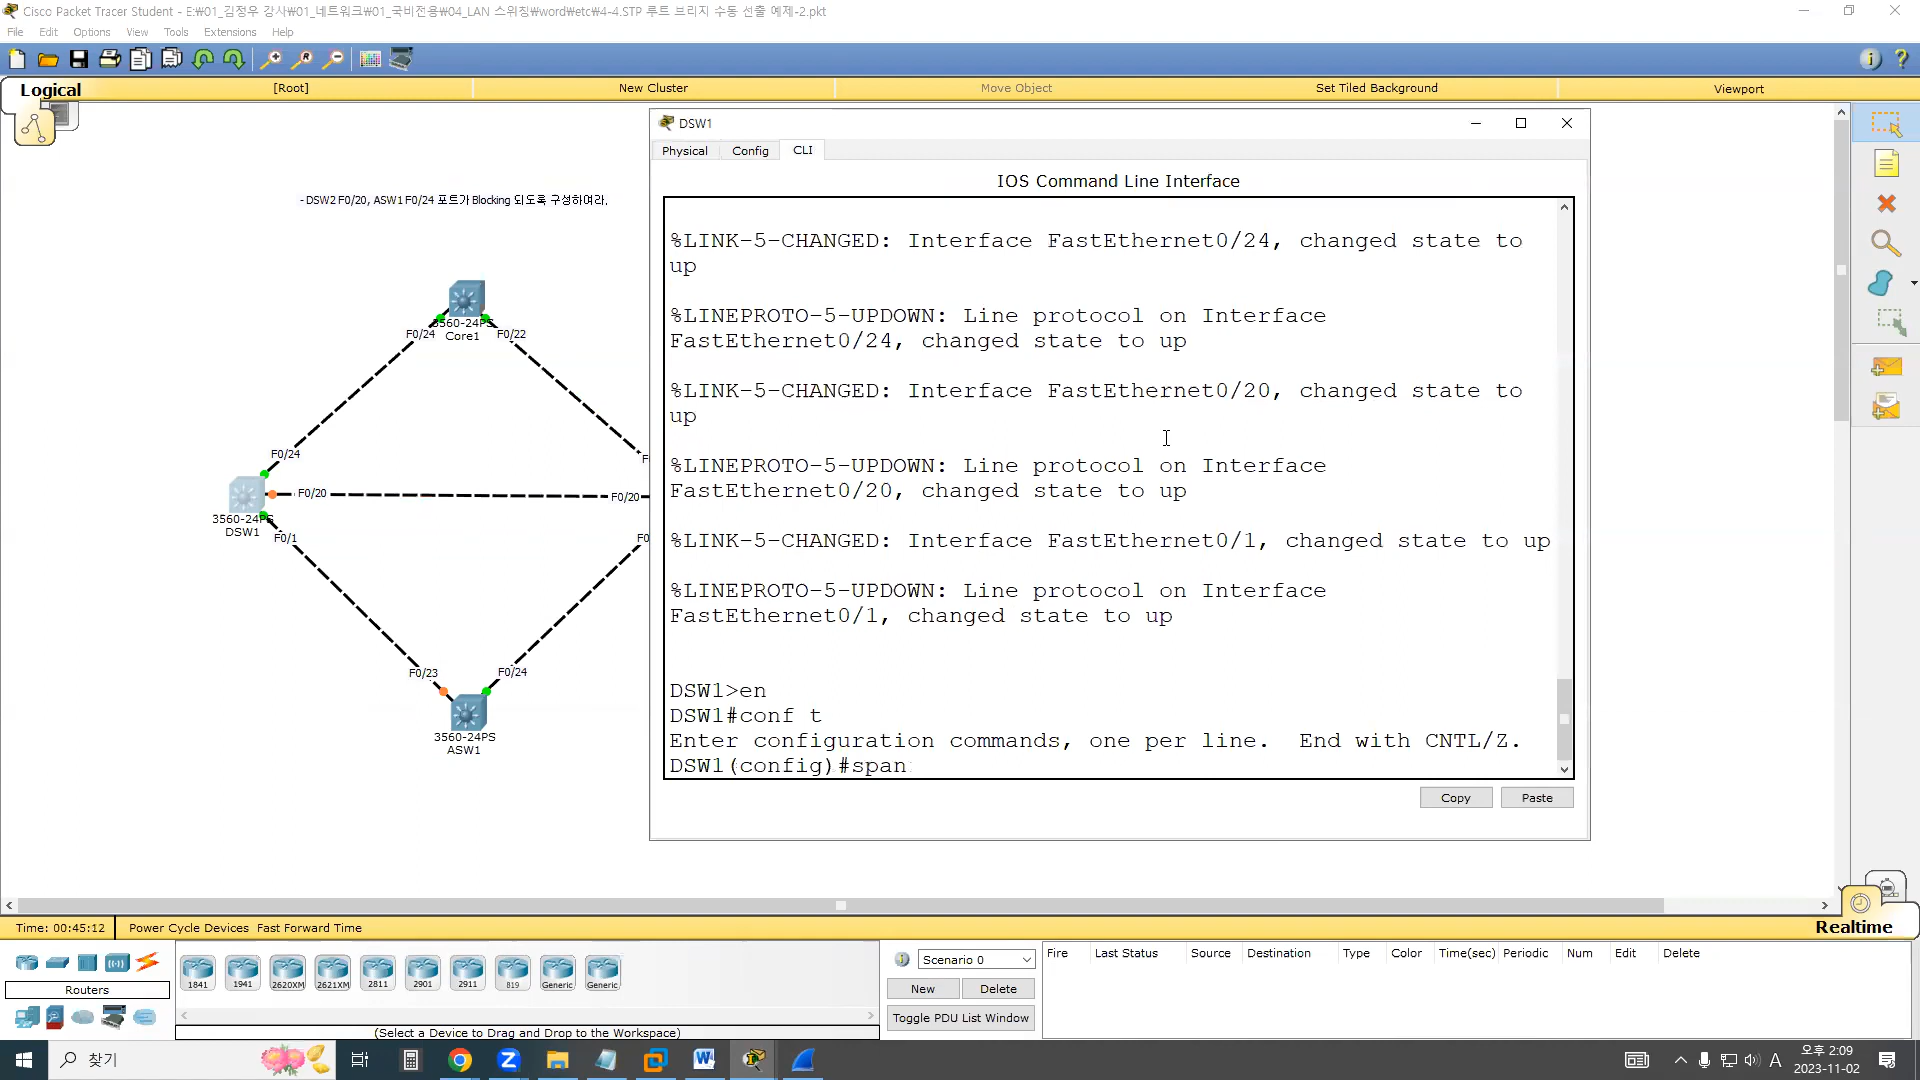 Cisco Packet Tracer Student - E:₩01_김정우 강사₩01_네트워크₩01_국비전용₩04_LAN 스위칭₩word₩etc₩4-4.STP 루트 브리지 수동 선출 예제-2.pkt
File Edit Options View Tools Extensions Help
Logical [Root] New Cluster Move Object Set Tiled Background Viewport
- DSW2 F0/20, ASW1 F0/24 포트가 Blocking 되도록 구성하여라.
3560-24PS
Core1
F0/24
F0/22
F0/24
F0/20
F0/20
3560-24PS
DSW1
F0/1
F0/23
F0/24
3560-24PS
ASW1
DSW1
Physical Config CLI
IOS Command Line Interface
%LINK-5-CHANGED: Interface FastEthernet0/24, changed state to
up
%LINEPROTO-5-UPDOWN: Line protocol on Interface
FastEthernet0/24, changed state to up
%LINK-5-CHANGED: Interface FastEthernet0/20, changed state to
up
%LINEPROTO-5-UPDOWN: Line protocol on Interface
FastEthernet0/20, changed state to up
%LINK-5-CHANGED: Interface FastEthernet0/1, changed state to up
%LINEPROTO-5-UPDOWN: Line protocol on Interface
FastEthernet0/1, changed state to up
DSW1>en
DSW1#conf t
Enter configuration commands, one per line. End with CNTL/Z.
DSW1(config)#span
Copy Paste
Time: 00:45:12 Power Cycle Devices Fast Forward Time Realtime
Routers
1841 1941 2620XM 2621XM 2811 2901 2911 819 Generic Generic
(Select a Device to Drag and Drop to the Workspace)
Scenario 0
New Delete
Toggle PDU List Window
Fire Last Status Source Destination Type Color Time(sec) Periodic Num Edit Delete
찾기
A
오후 2:09
2023-11-02